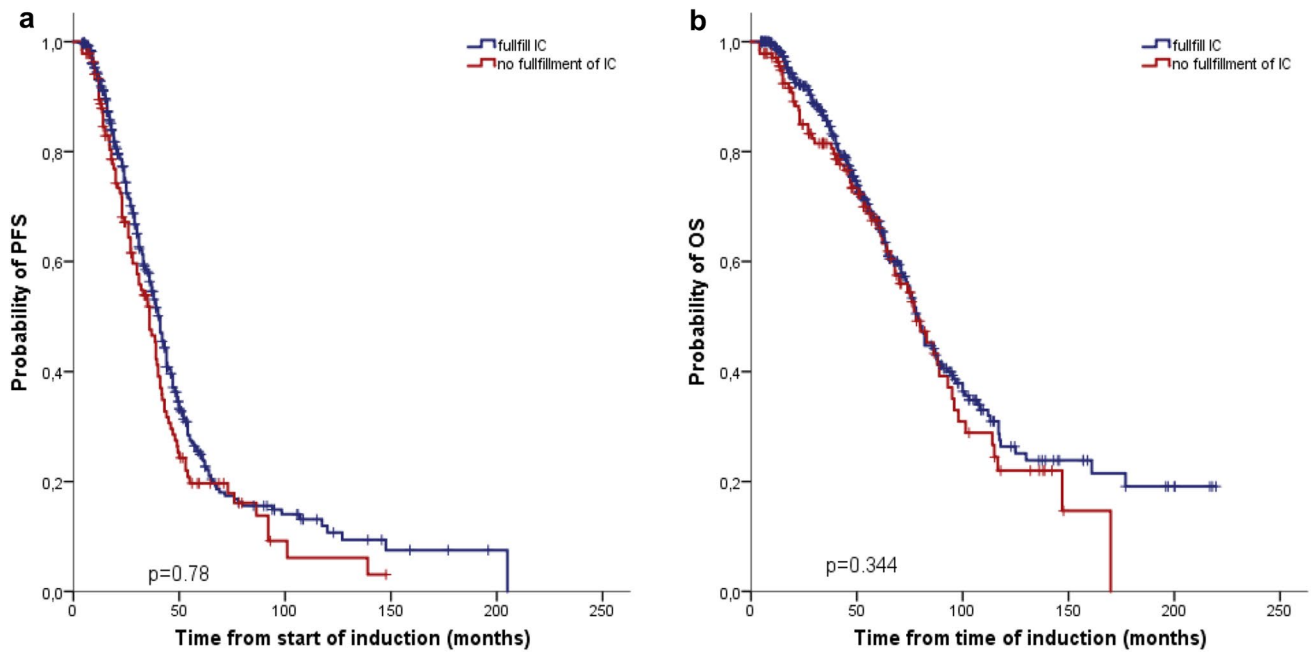 a
fullfill IC
no fullfillment of IC
1,0
0,8
0,6
0,4
0,2
0,0
Probability of PFS
p=0.78
0
50
100
150
200
250
Time from start of induction (months)
b
fullfill IC
no fullfillment of IC
1,0
0,8
0,6
0,4
0,2
0,0
Probability of OS
p=0.344
0
50
100
150
200
250
Time from time of induction (months)